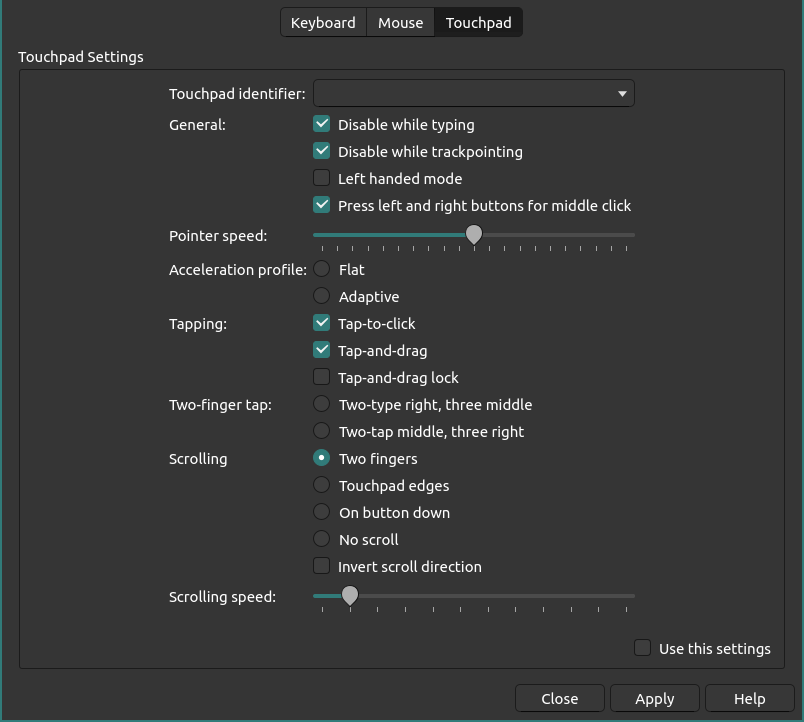 Keyboard Mouse Touchpad
Touchpad Settings
Touchpad identifier:
General: Disable while typing
Disable while trackpointing
Left handed mode
Press left and right buttons for middle click
Pointer speed:
Acceleration profile: Flat
Adaptive
Tapping: Tap-to-click
Tap-and-drag
Tap-and-drag lock
Two-finger tap: Two-type right, three middle
Two-tap middle, three right
Scrolling Two fingers
Touchpad edges
On button down
No scroll
Invert scroll direction
Scrolling speed:
Use this settings
Close Apply Help